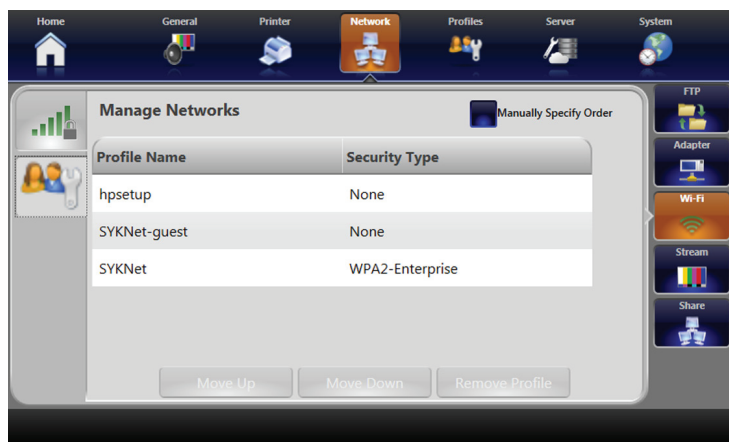 Home General Printer Network Profiles Server System
Manage Networks
Manually Specify Order
Profile Name Security Type
hpsetup None
SYKNet-guest None
SYKNet WPA2-Enterprise
Move Up Move Down Remove Profile
FTP
Adapter
Wi-Fi
Stream
Share